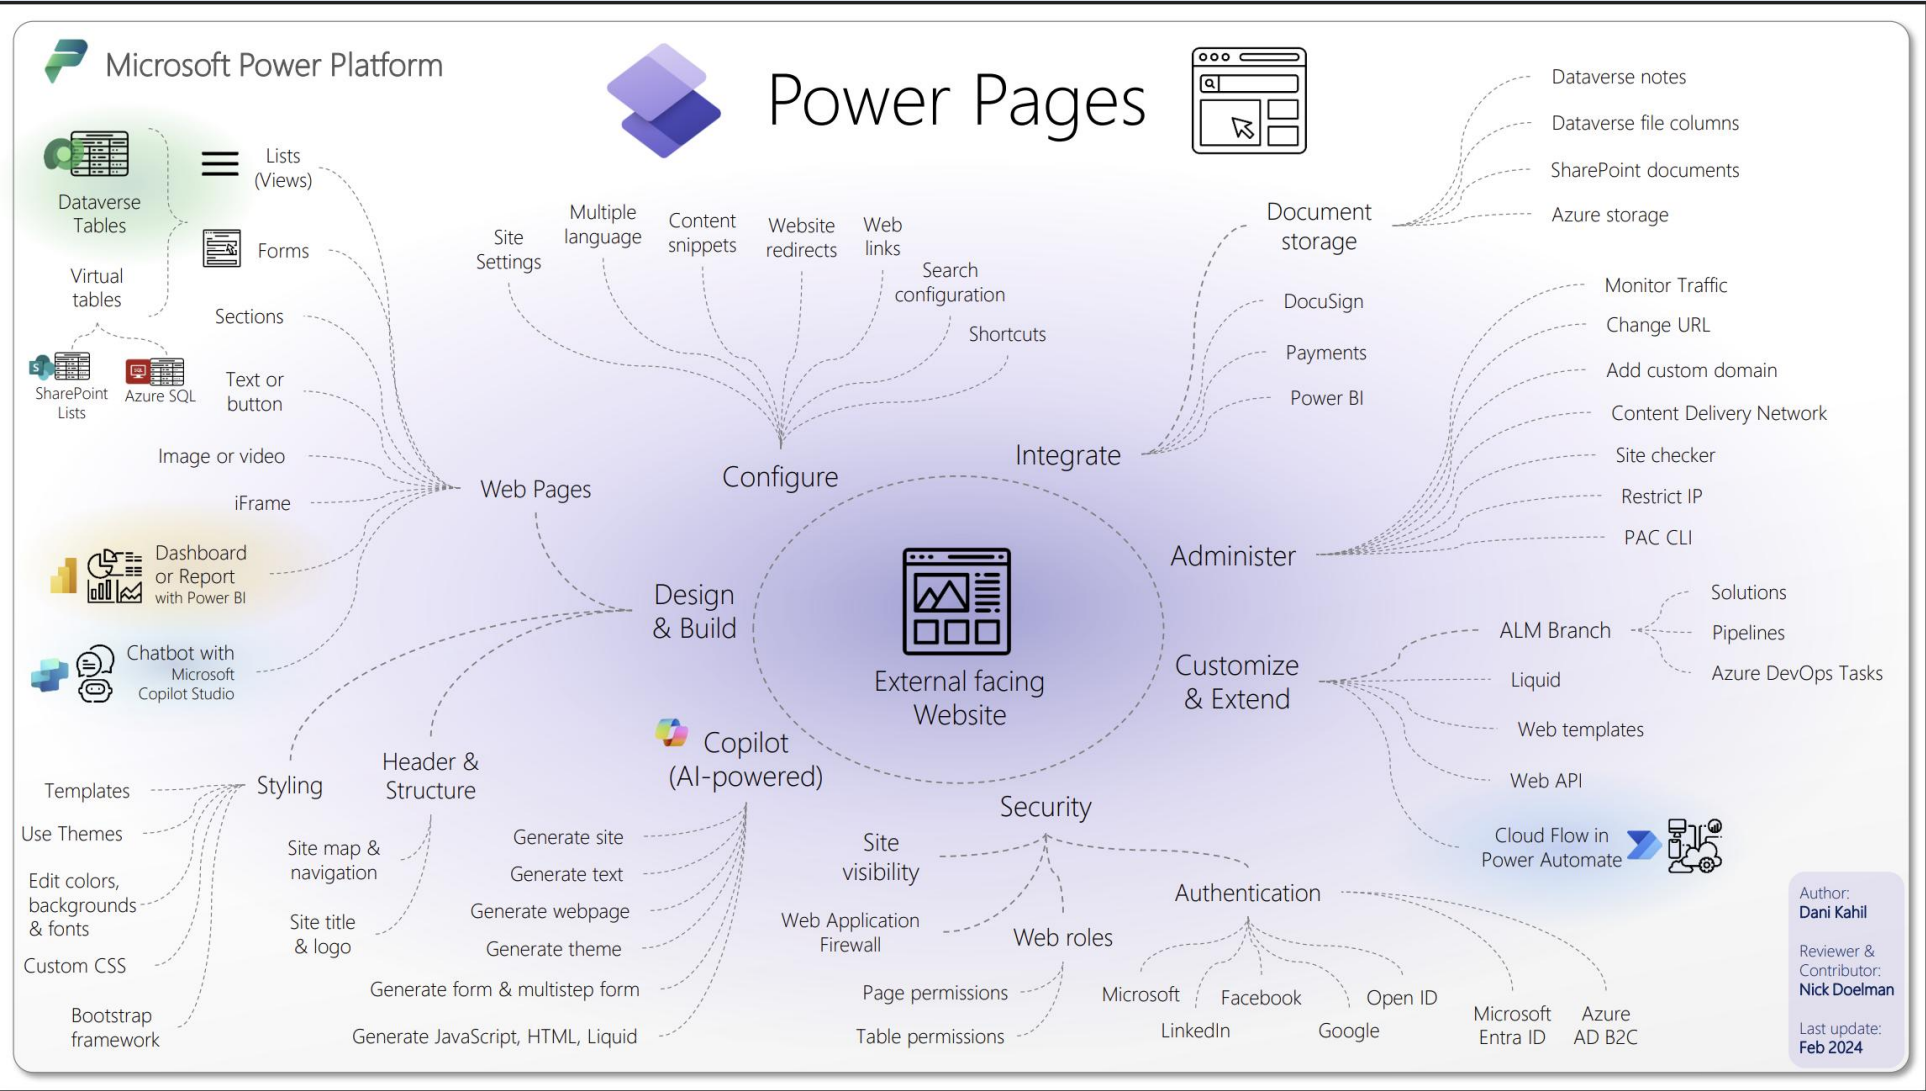 Microsoft Power Platform
Power Pages
Dataverse
Tables
Virtual
tables
SharePoint
Lists
Azure SQL
Lists
(Views)
Forms
Sections
Text or
button
Image or video
iFrame
Dashboard
or Report
with Power BI
Chatbot with
Microsoft
Copilot Studio
Web Pages
Site
Settings
Multiple
language
Content
snippets
Website
redirects
Web
links
Search
configuration
Shortcuts
Configure
Document
storage
Dataverse notes
Dataverse file columns
SharePoint documents
Azure storage
DocuSign
Payments
Power BI
Integrate
Monitor Traffic
Change URL
Add custom domain
Content Delivery Network
Site checker
Restrict IP
PAC CLI
Administer
Design
& Build
External facing
Website
Customize
& Extend
ALM Branch
Solutions
Pipelines
Azure DevOps Tasks
Liquid
Web templates
Web API
Cloud Flow in
Power Automate
Styling
Templates
Use Themes
Edit colors,
backgrounds
& fonts
Custom CSS
Bootstrap
framework
Header &
Structure
Site map &
navigation
Site title
& logo
Copilot
(AI-powered)
Generate site
Generate text
Generate webpage
Generate theme
Generate form & multistep form
Generate JavaScript, HTML, Liquid
Security
Site
visibility
Web Application
Firewall
Web roles
Page permissions
Table permissions
Authentication
Microsoft
LinkedIn
Facebook
Google
Open ID
Microsoft
Entra ID
Azure
AD B2C
Author:
Dani Kahil
Reviewer &
Contributor:
Nick Doelman
Last update:
Feb 2024